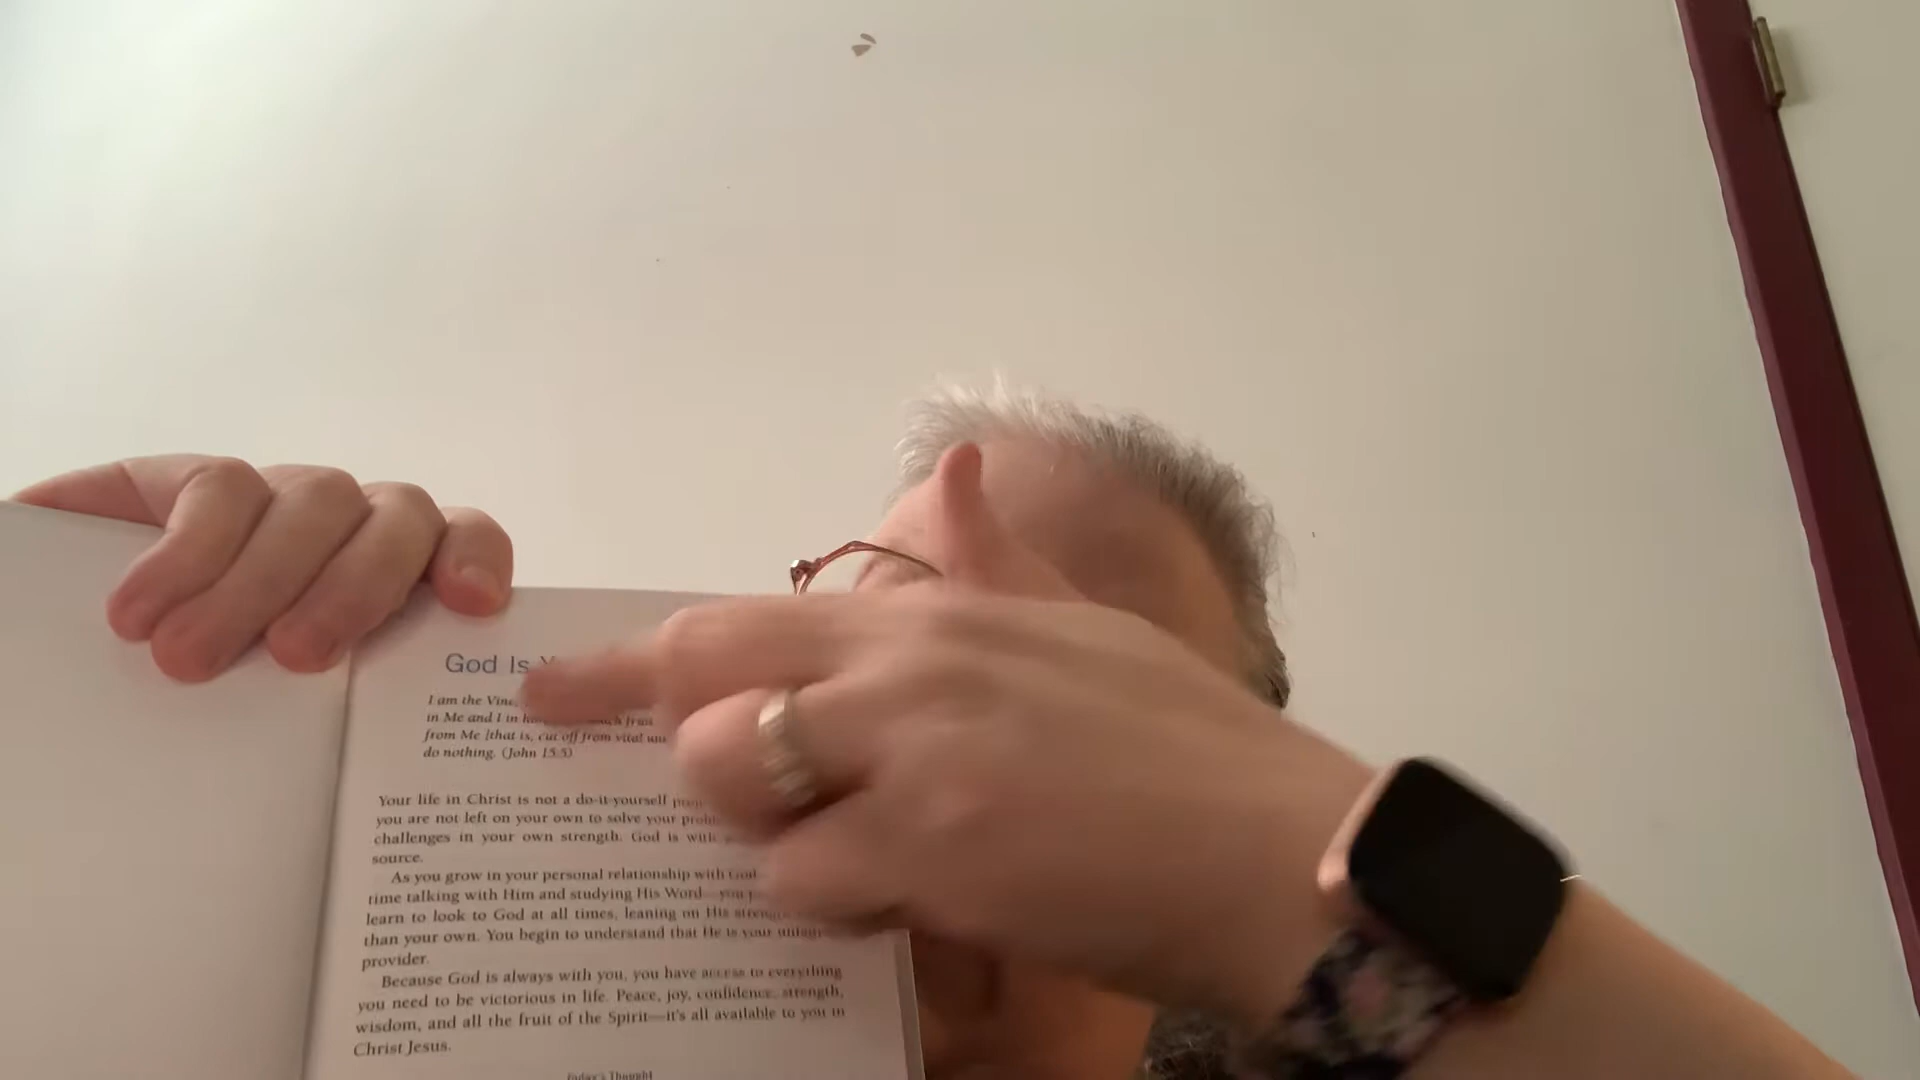 God Is
I am the Vine,
in Me and I in fruit
from Me [that is, cut off from vital
do nothing. (John 15:5)
Your life in Christ is not a do-it-yourself
you are not left on your own to solve your
challenges in your own strength. God is with
source.
As you grow in your personal relationship with God
time talking with Him and studying His Word—you
learn to look to God at all times, leaning on His
than your own. You begin to understand that He is your
provider.
Because God is always with you, you have access to everything
you need to be victorious in life. Peace, joy, confidence, strength,
wisdom, and all the fruit of the Spirit—it's all available to you in
Christ Jesus.
Today's Thought